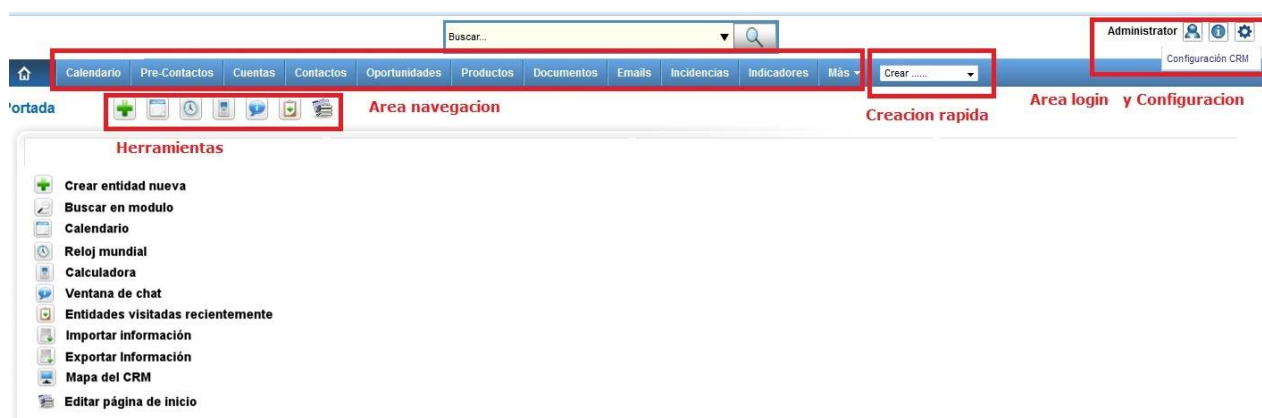 Buscar...
Administrator
Configuración CRM
Calendario Pre-Contactos Cuentas Contactos Oportunidades Productos Documentos Emails Incidencias Indicadores Más Crear ......
Portada
Area navegacion
Creacion rapida
Area login y Configuracion
Herramientas
Crear entidad nueva
Buscar en modulo
Calendario
Reloj mundial
Calculadora
Ventana de chat
Entidades visitadas recientemente
Importar información
Exportar Información
Mapa del CRM
Editar página de inicio